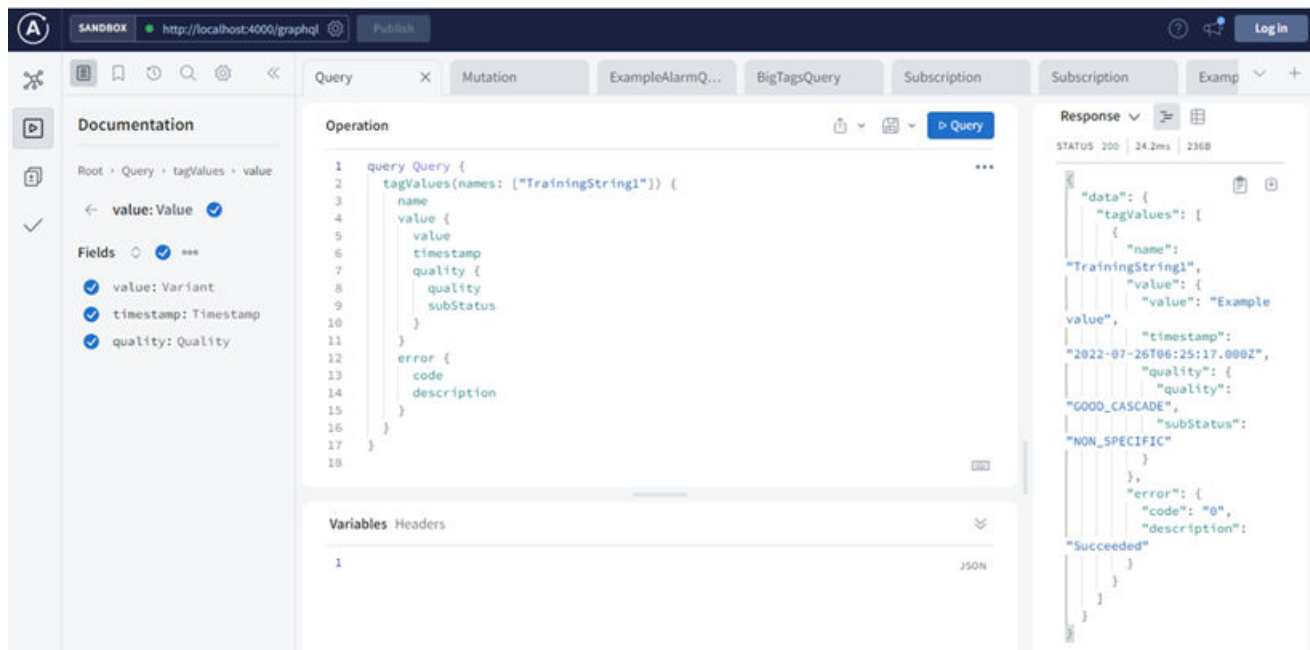 SANDBOX http://localhost:4000/graphql Publish Log in
Query Mutation ExampleAlarmQ... BigTagsQuery Subscription Subscription Examp
Documentation
Root › Query › tagValues › value
value: Value
Fields
value: Variant
timestamp: Timestamp
quality: Quality
Operation
Query
1 query Query {
2 tagValues(names: ["TrainingString1"]) {
3 name
4 value {
5 value
6 timestamp
7 quality {
8 quality
9 subStatus
10 }
11 }
12 error {
13 code
14 description
15 }
16 }
17 }
18
Variables Headers
1
JSON
Response
STATUS 200 24.2ms 236B
{
"data": {
"tagValues": [
{
"name":
"TrainingString1",
"value": {
"value": "Example
value",
"timestamp":
"2022-07-26T06:25:17.000Z",
"quality": {
"quality":
"GOOD_CASCADE",
"subStatus":
"NON_SPECIFIC"
}
},
"error": {
"code": "0",
"description":
"Succeeded"
}
}
]
}
}